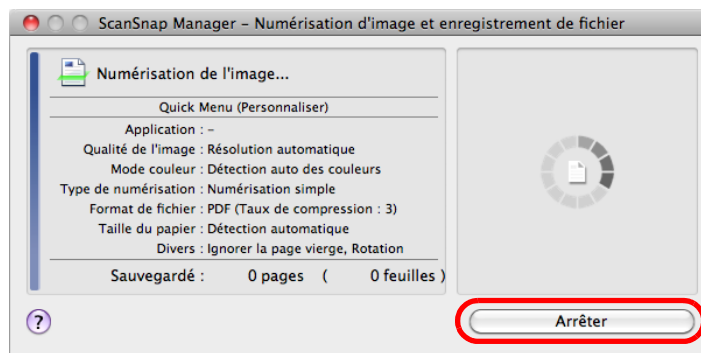 ScanSnap Manager – Numérisation d'image et enregistrement de fichier
Numérisation de l'image...
Quick Menu (Personnaliser)
Application : –
Qualité de l'image : Résolution automatique
Mode couleur : Détection auto des couleurs
Type de numérisation : Numérisation simple
Format de fichier : PDF (Taux de compression : 3)
Taille du papier : Détection automatique
Divers : Ignorer la page vierge, Rotation
Sauvegardé : 0 pages ( 0 feuilles )
?
Arrêter